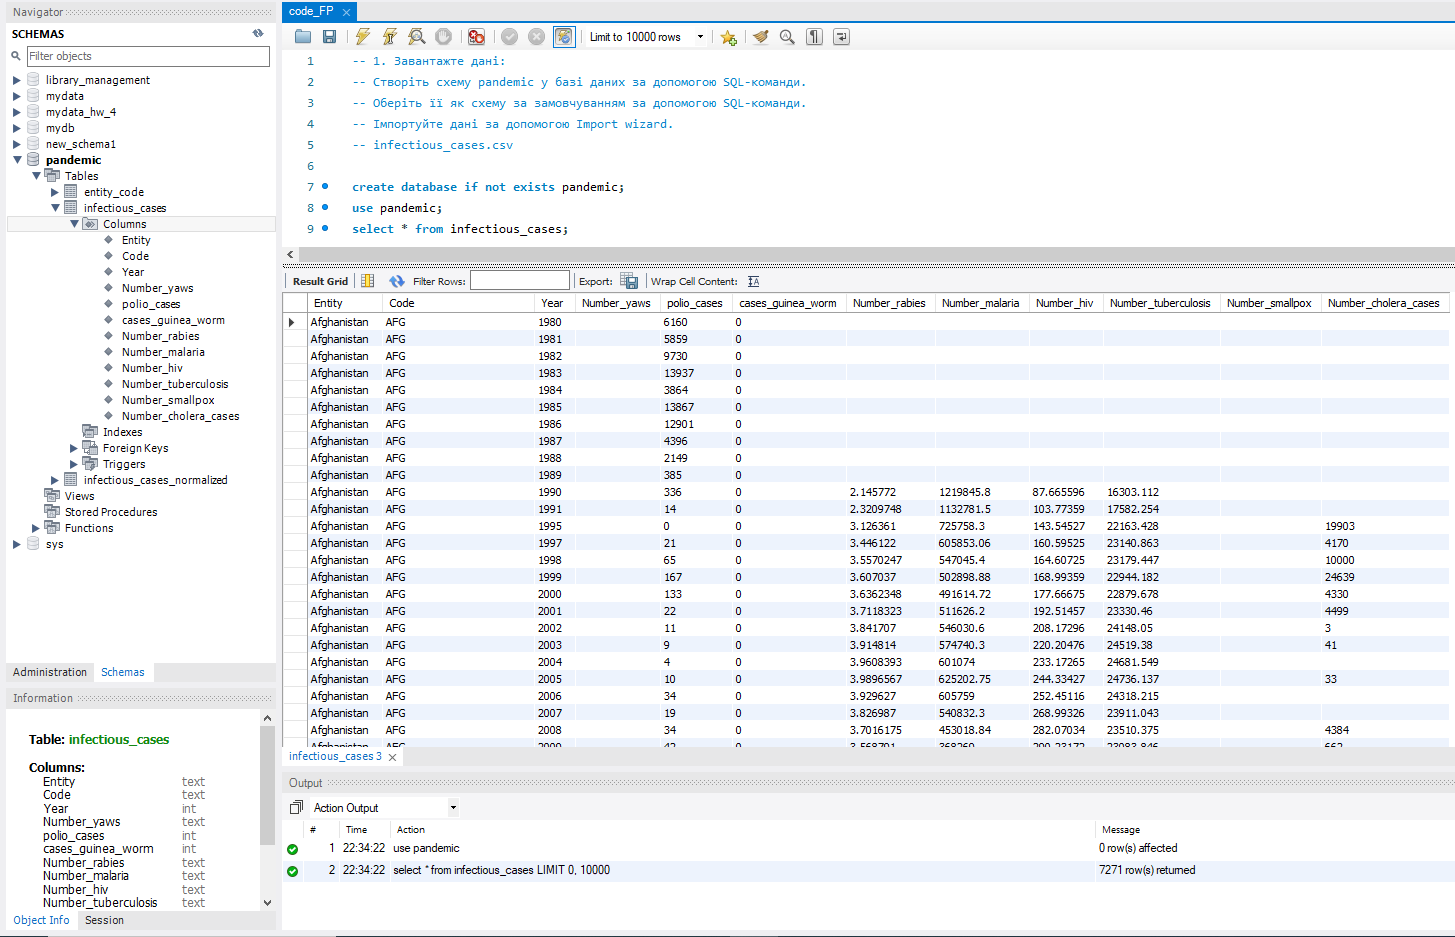 Navigator
SCHEMAS
Filter objects
library_management
mydata
mydata_hw_4
mydb
new_schema1
pandemic
Tables
entity_code
infectious_cases
Columns
Entity
Code
Year
Number_yaws
polio_cases
cases_guinea_worm
Number_rabies
Number_malaria
Number_hiv
Number_tuberculosis
Number_smallpox
Number_cholera_cases
Indexes
Foreign Keys
Triggers
infectious_cases_normalized
Views
Stored Procedures
Functions
sys
Administration Schemas
Information
Table: infectious_cases
Columns:
Entity text
Code text
Year int
Number_yaws text
polio_cases int
cases_guinea_worm int
Number_rabies text
Number_malaria text
Number_hiv text
Number_tuberculosis text
Object Info Session
code_FP
Limit to 10000 rows
1 -- 1. Завантажте дані:
2 -- Створіть схему pandemic у базі даних за допомогою SQL-команди.
3 -- Оберіть її як схему за замовчуванням за допомогою SQL-команди.
4 -- Імпортуйте дані за допомогою Import wizard.
5 -- infectious_cases.csv
6
7 create database if not exists pandemic;
8 use pandemic;
9 select * from infectious_cases;
Result Grid Filter Rows: Export: Wrap Cell Content:
Entity Code Year Number_yaws polio_cases cases_guinea_worm Number_rabies Number_malaria Number_hiv Number_tuberculosis Number_smallpox Number_cholera_cases
Afghanistan AFG 1980 6160 0
Afghanistan AFG 1981 5859 0
Afghanistan AFG 1982 9730 0
Afghanistan AFG 1983 13937 0
Afghanistan AFG 1984 3864 0
Afghanistan AFG 1985 13867 0
Afghanistan AFG 1986 12901 0
Afghanistan AFG 1987 4396 0
Afghanistan AFG 1988 2149 0
Afghanistan AFG 1989 385 0
Afghanistan AFG 1990 336 0 2.145772 1219845.8 87.665596 16303.112
Afghanistan AFG 1991 14 0 2.3209748 1132781.5 103.77359 17582.254
Afghanistan AFG 1995 0 0 3.126361 725758.3 143.54527 22163.428 19903
Afghanistan AFG 1997 21 0 3.446122 605853.06 160.59525 23140.863 4170
Afghanistan AFG 1998 65 0 3.5570247 547045.4 164.60725 23179.447 10000
Afghanistan AFG 1999 167 0 3.607037 502898.88 168.99359 22944.182 24639
Afghanistan AFG 2000 133 0 3.6362348 491614.72 177.66675 22879.678 4330
Afghanistan AFG 2001 22 0 3.7118323 511626.2 192.51457 23330.46 4499
Afghanistan AFG 2002 11 0 3.841707 546030.6 208.17296 24148.05 3
Afghanistan AFG 2003 9 0 3.914814 574740.3 220.20476 24519.38 41
Afghanistan AFG 2004 4 0 3.9608393 601074 233.17265 24681.549
Afghanistan AFG 2005 10 0 3.9896567 625202.75 244.33427 24736.137 33
Afghanistan AFG 2006 34 0 3.929627 605759 252.45116 24318.215
Afghanistan AFG 2007 19 0 3.826987 540832.3 268.99326 23911.043
Afghanistan AFG 2008 34 0 3.7016175 453018.84 282.07034 23510.375 4384
infectious_cases 3
Output
Action Output
# Time Action Message
1 22:34:22 use pandemic 0 row(s) affected
2 22:34:22 select * from infectious_cases LIMIT 0, 10000 7271 row(s) returned